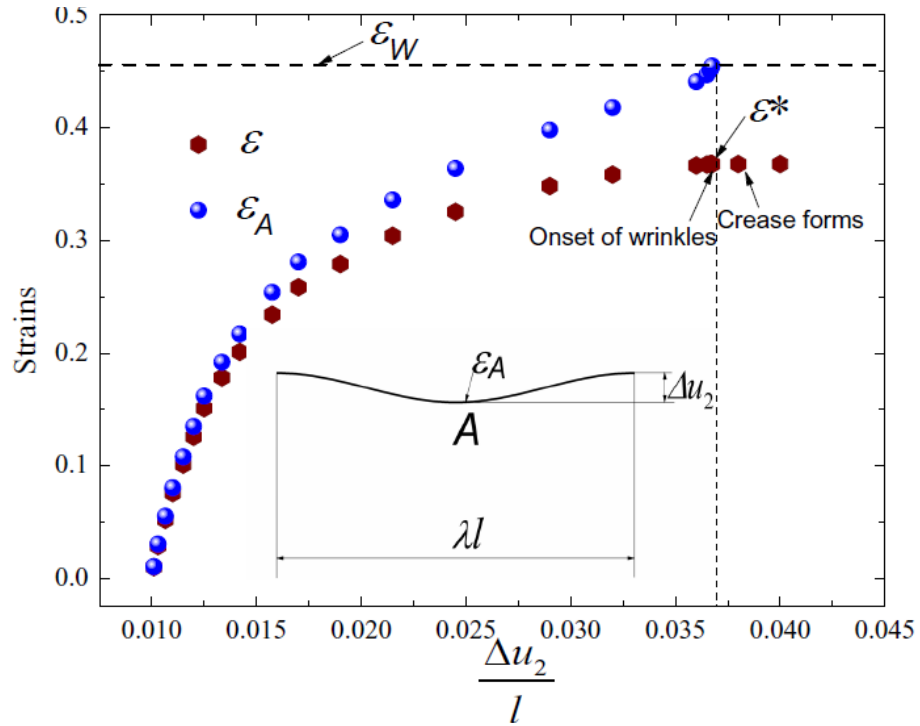 0.5
ε_W
0.4
ε
ε*
ε_A
Onset of wrinkles
Crease forms
0.3
Strains
0.2
ε_A
Δu_2
A
0.1
λl
0.0
0.010 0.015 0.020 0.025 0.030 0.035 0.040 0.045
Δu_2
l